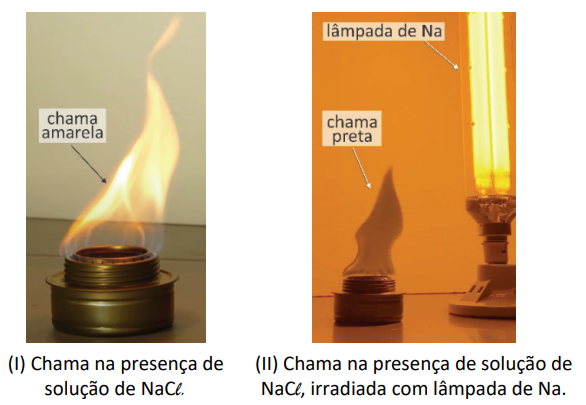 lâmpada de Na
chama
amarela
chama
preta
(I) Chama na presença de
solução de NaCℓ.
(II) Chama na presença de solução de
NaCℓ, irradiada com lâmpada de Na.